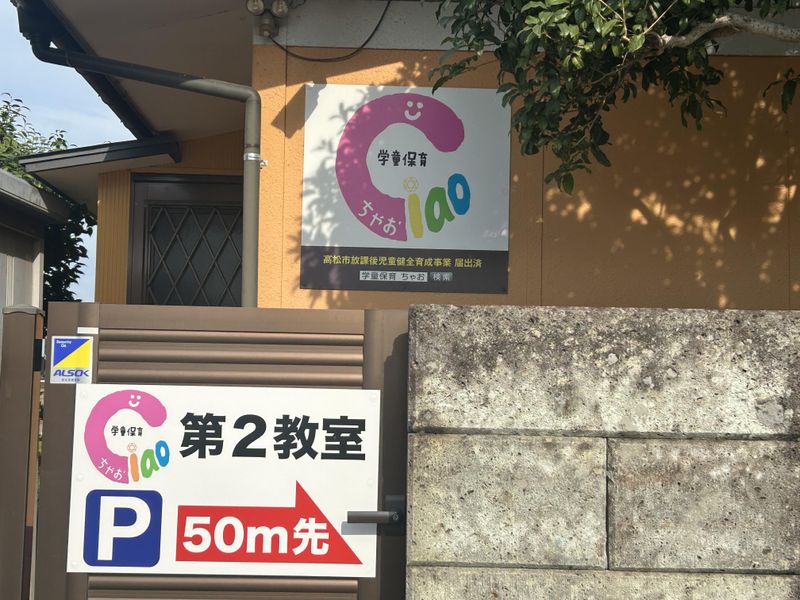 学童保育
Ciao
ちゃお
高松市放課後児童健全育成事業 届出済
学童保育 ちゃお 検索
Security
Ok
ALSOK
学童保育
Ciao
ちゃお
第2教室
P
50m先